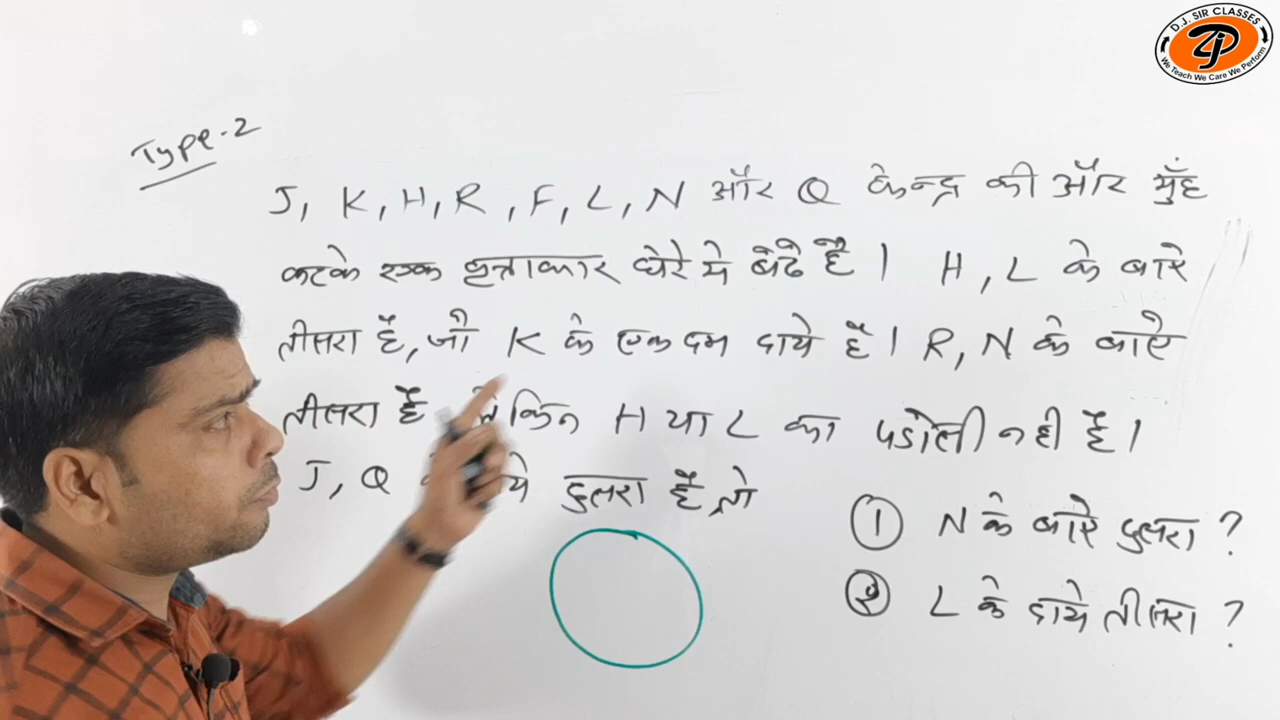 D.J. SIR CLASSES
We Teach We Care We Perform
Type-2
J, K, H, R, F, L, N और Q केन्द्र की और मुँह
करके एक वृत्ताकार घेरे मे बैठे है । H, L के बारे
तीसरा है, जो K के एकदम दाये है । R, N के बाऐ
तीसरा है H या L का पडोसी नही है ।
J, Q दुसरा है, तो
① N के बारे दुसरा ?
② L के दाये तीसरा ?